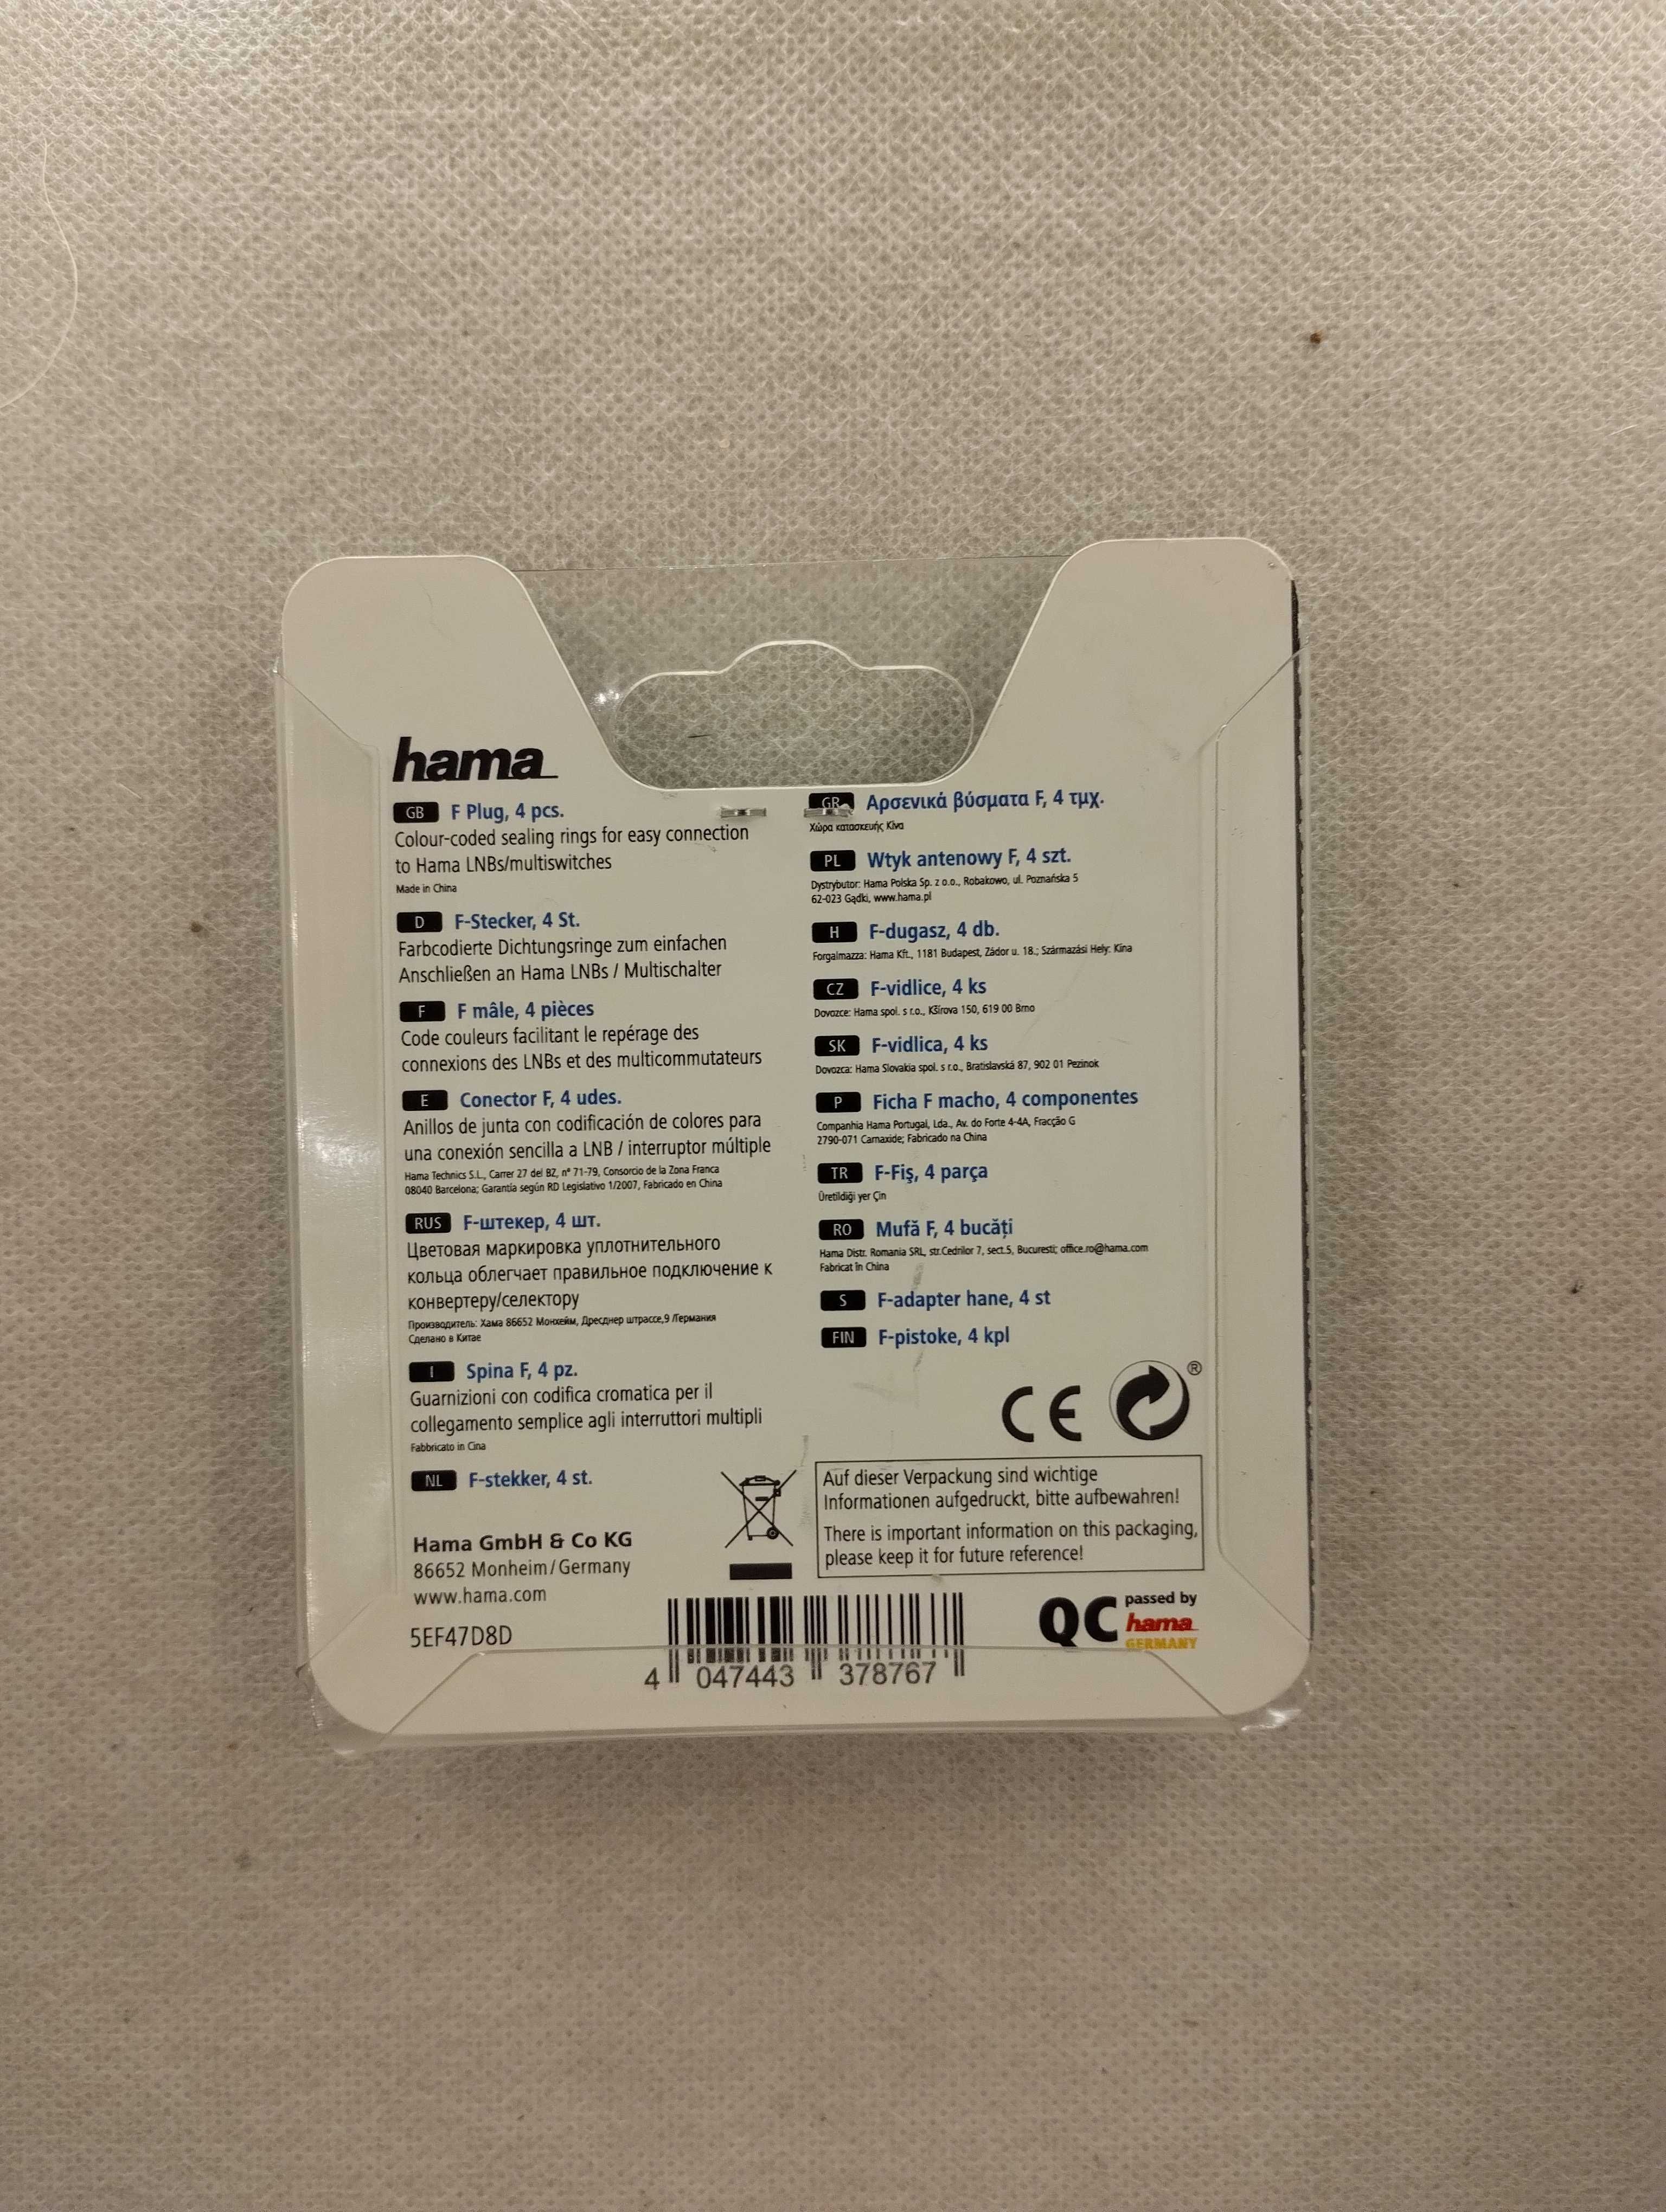 hama
GB F Plug, 4 pcs.
Colour-coded sealing rings for easy connection
to Hama LNBs/multiswitches
Made in China
D F-Stecker, 4 St.
Farbcodierte Dichtungsringe zum einfachen
Anschließen an Hama LNBs / Multischalter
F F mâle, 4 pièces
Code couleurs facilitant le repérage des
connexions des LNBs et des multicommutateurs
E Conector F, 4 udes.
Anillos de junta con codificación de colores para
una conexión sencilla a LNB / interruptor múltiple
Hama Technics S.L., Carrer 27 del BZ, nº 71-79, Consorcio de la Zona Franca
08040 Barcelona; Garantía según RD Legislativo 1/2007, Fabricado en China
RUS F-штекер, 4 шт.
Цветовая маркировка уплотнительного
кольца облегчает правильное подключение к
конвертеру/селектору
Производитель: Хама 86652 Монхейм, Дресднер штрассе,9 /Германия
Сделано в Китае
I Spina F, 4 pz.
Guarnizioni con codifica cromatica per il
collegamento semplice agli interruttori multipli
Fabbricato in Cina
NL F-stekker, 4 st.
Hama GmbH & Co KG
86652 Monheim/Germany
www.hama.com
5EF47D8D
GR Αρσενικά βύσματα F, 4 τμχ.
Χώρα κατασκευής Κίνα
PL Wtyk antenowy F, 4 szt.
Dystrybutor: Hama Polska Sp. z o.o., Robakowo, ul. Poznańska 5
62-023 Gądki, www.hama.pl
H F-dugasz, 4 db.
Forgalmazza: Hama Kft., 1181 Budapest, Zádor u. 18.; Származási Hely: Kína
CZ F-vidlice, 4 ks
Dovozce: Hama spol. s r.o., Kšírova 150, 619 00 Brno
SK F-vidlica, 4 ks
Dovozca: Hama Slovakia spol. s r.o., Bratislavská 87, 902 01 Pezinok
P Ficha F macho, 4 componentes
Companhia Hama Portugal, Lda., Av. do Forte 4-4A, Fracção G
2790-071 Carnaxide; Fabricado na China
TR F-Fiş, 4 parça
Üretildiği yer Çin
RO Mufă F, 4 bucăți
Hama Distr. Romania SRL, str.Cedrilor 7, sect.5, Bucuresti; office.ro@hama.com
Fabricat în China
S F-adapter hane, 4 st
FIN F-pistoke, 4 kpl
CE ®
Auf dieser Verpackung sind wichtige
Informationen aufgedruckt, bitte aufbewahren!
There is important information on this packaging,
please keep it for future reference!
QC passed by
hama
GERMANY
4 047443 378767